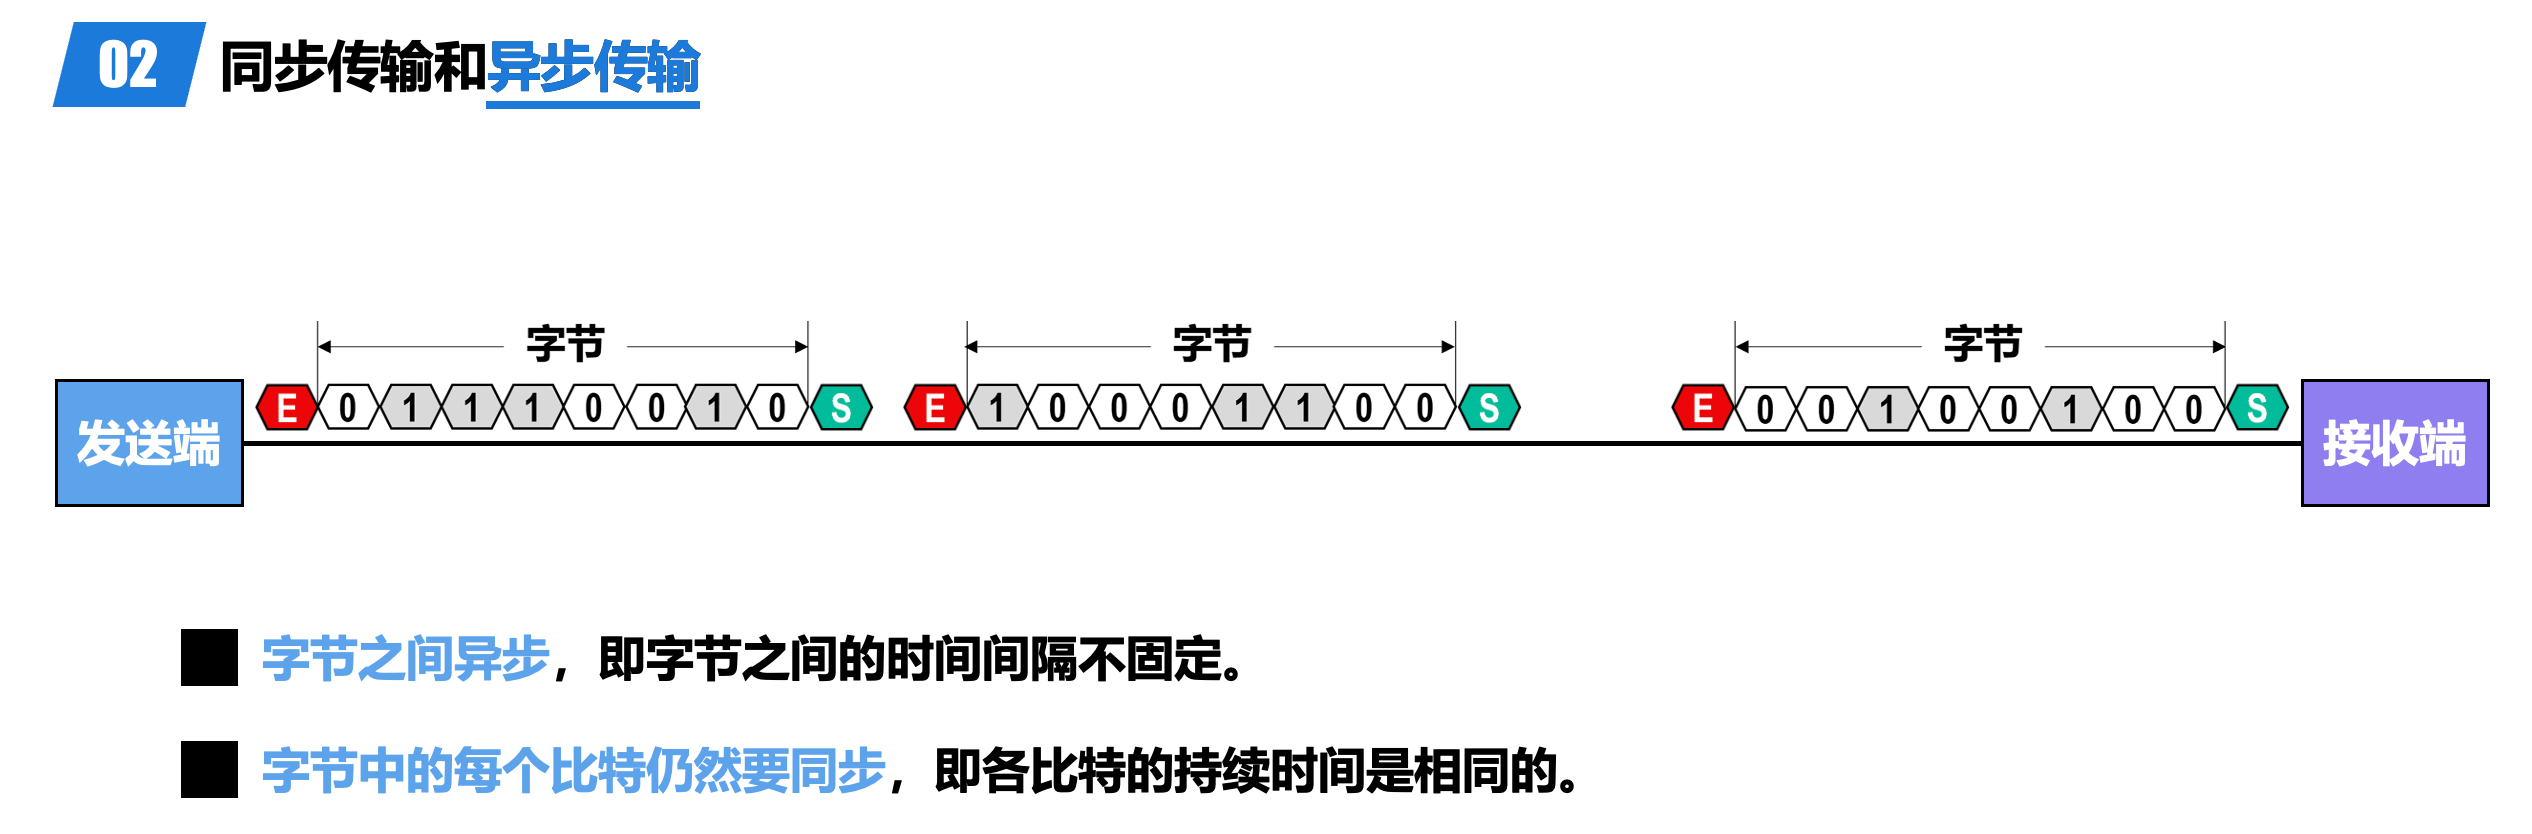 02 同步传输和异步传输
字节 字节 字节
发送端 E 0 1 1 1 0 0 1 0 S E 1 0 0 0 1 1 0 0 S E 0 0 1 0 0 1 0 0 S 接收端
字节之间异步，即字节之间的时间间隔不固定。
字节中的每个比特仍然要同步，即各比特的持续时间是相同的。